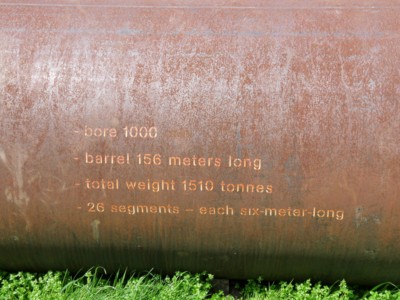 - bore 1000
- barrel 156 meters long
- total weight 1510 tonnes
- 26 segments – each six-meter-long